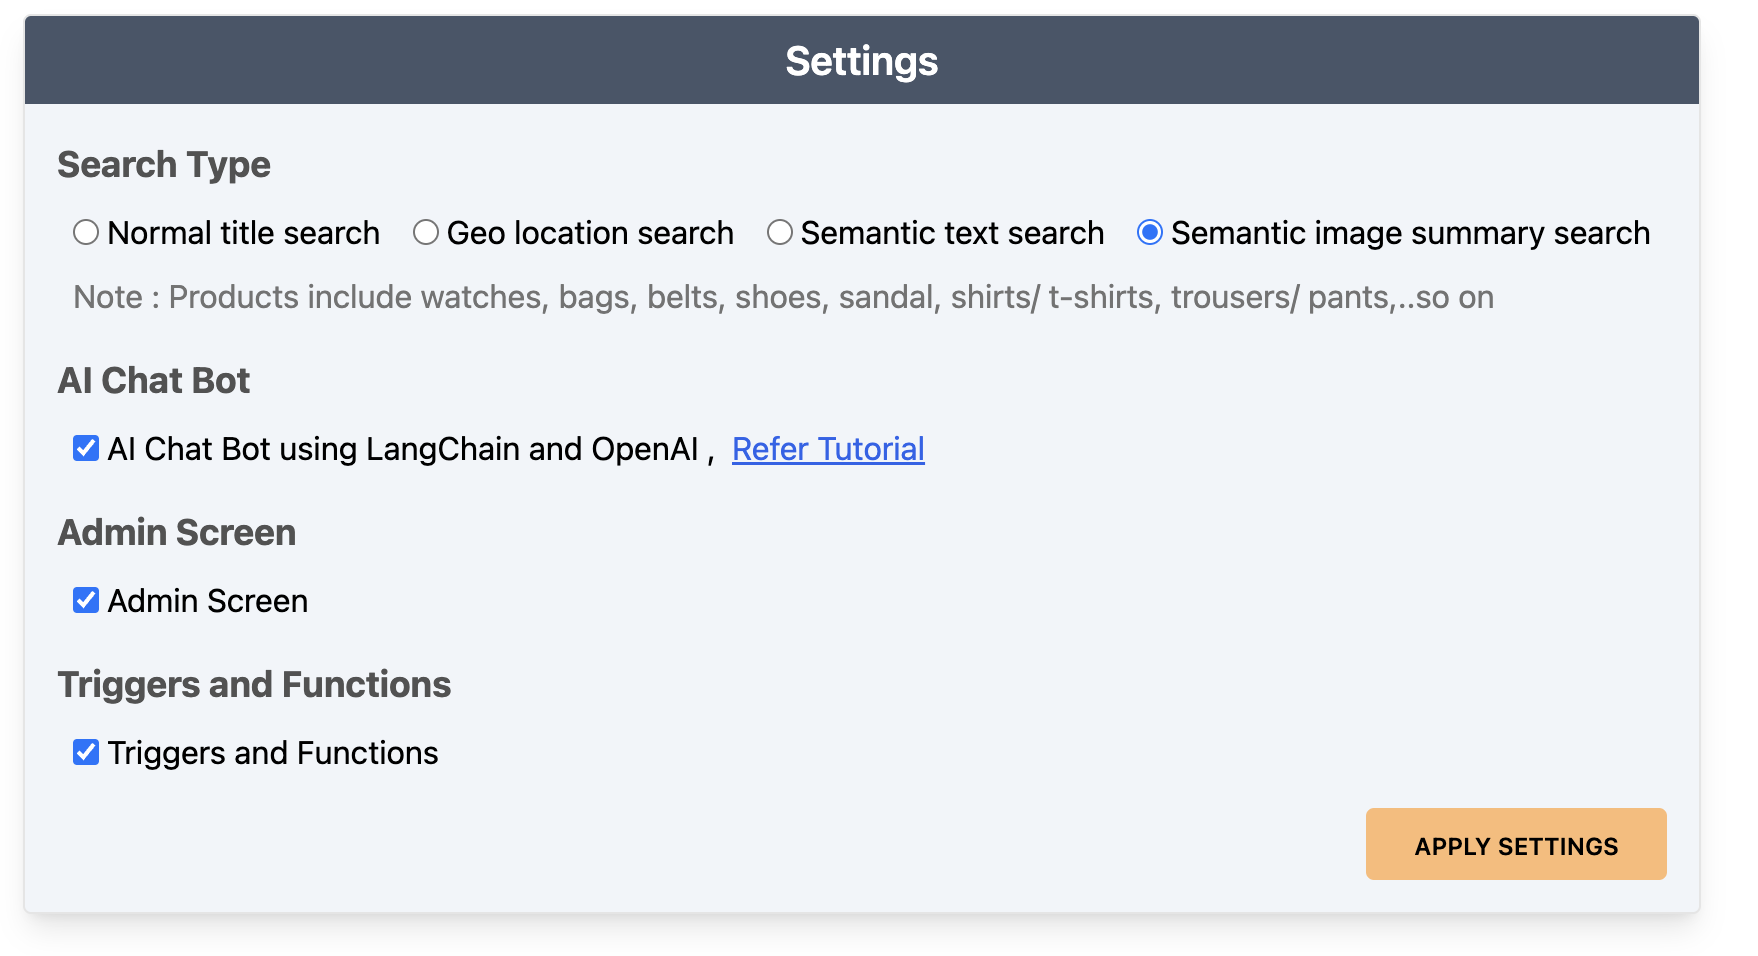 Settings
Search Type
Normal title search Geo location search Semantic text search Semantic image summary search
Note : Products include watches, bags, belts, shoes, sandal, shirts/ t-shirts, trousers/ pants,..so on
AI Chat Bot
AI Chat Bot using LangChain and OpenAI , Refer Tutorial
Admin Screen
Admin Screen
Triggers and Functions
Triggers and Functions
APPLY SETTINGS